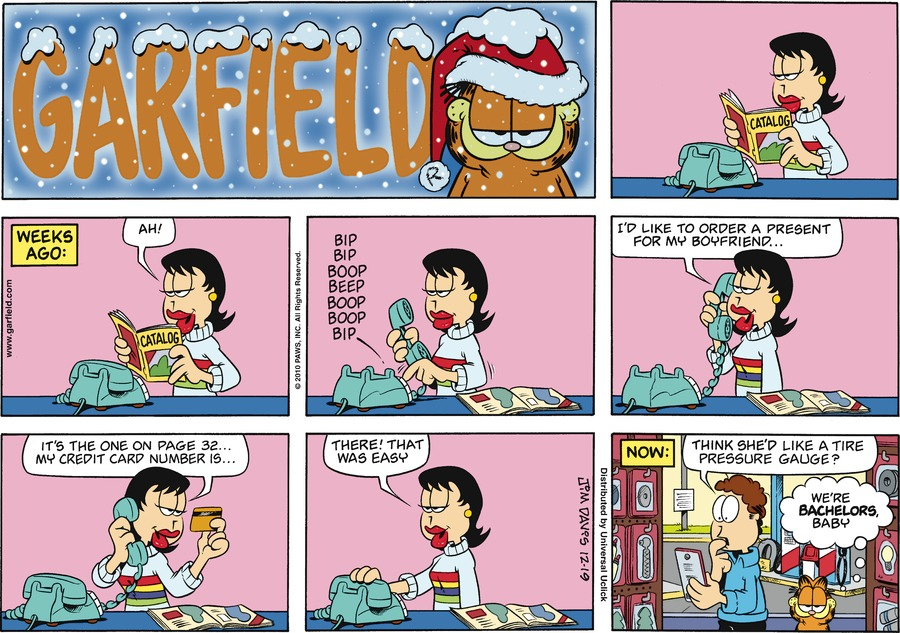 GARFIELD
R
CATALOG
WEEKS
AGO:
AH!
CATALOG
www.garfield.com
BIP
BIP
BOOP
BEEP
BOOP
BOOP
BIP
© 2010 PAWS, INC. All Rights Reserved.
I'D LIKE TO ORDER A PRESENT
FOR MY BOYFRIEND...
IT'S THE ONE ON PAGE 32...
MY CREDIT CARD NUMBER IS...
THERE! THAT
WAS EASY
JIM DAVIS 12-19
Distributed by Universal Uclick
NOW:
THINK SHE'D LIKE A TIRE
PRESSURE GAUGE?
WE'RE
BACHELORS,
BABY